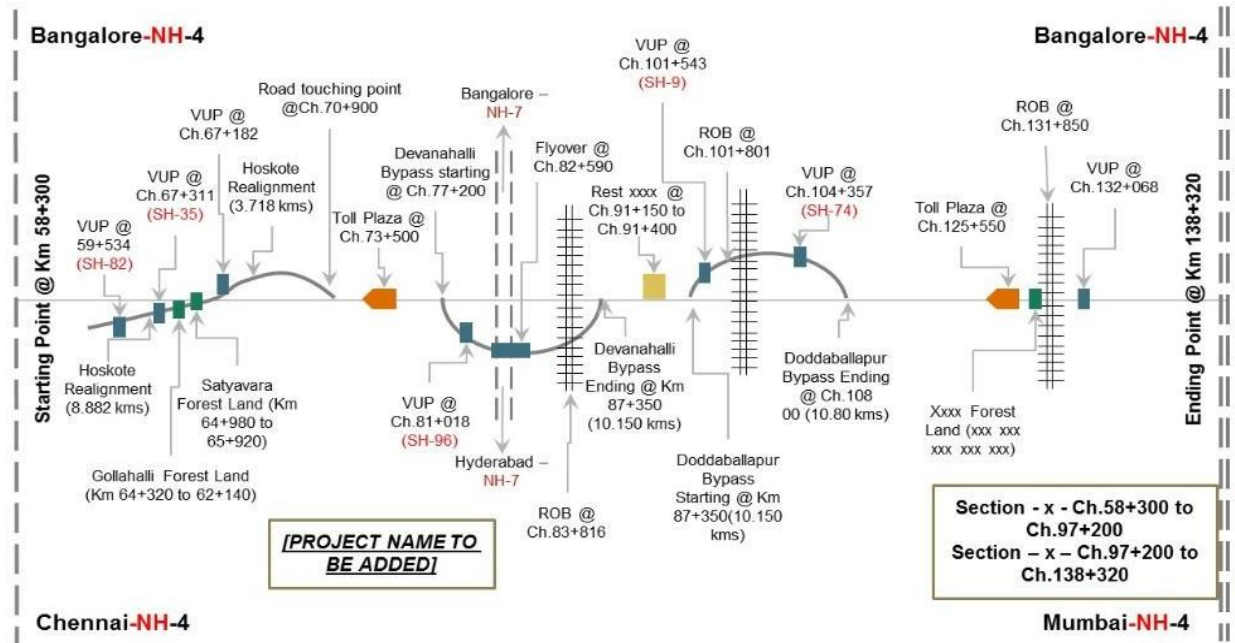 Bangalore-NH-4
Bangalore-NH-4
Starting Point @ Km 58+300
Ending Point @ Km 138+320
VUP @
59+534
(SH-82)
VUP @
Ch.67+311
(SH-35)
VUP @
Ch.67+182
Hoskote
Realignment
(3.718 kms)
Road touching point
@Ch.70+900
Toll Plaza @
Ch.73+500
Devanahalli
Bypass starting
@ Ch.77+200
Bangalore –
NH-7
Flyover @
Ch.82+590
Rest xxxx @
Ch.91+150 to
Ch.91+400
VUP @
Ch.101+543
(SH-9)
ROB @
Ch.101+801
VUP @
Ch.104+357
(SH-74)
Toll Plaza @
Ch.125+550
ROB @
Ch.131+850
VUP @
Ch.132+068
Hoskote
Realignment
(8.882 kms)
Gollahalli Forest Land
(Km 64+320 to 62+140)
Satyavara
Forest Land (Km
64+980 to
65+920)
VUP @
Ch.81+018
(SH-96)
Hyderabad –
NH-7
ROB @
Ch.83+816
Devanahalli
Bypass
Ending @ Km
87+350
(10.150 kms)
Doddaballapur
Bypass
Starting @ Km
87+350(10.150
kms)
Doddaballapur
Bypass Ending
@ Ch.108
00 (10.80 kms)
Xxxx Forest
Land (xxx xxx
xxx xxx xxx)
[PROJECT NAME TO
BE ADDED]
Section - x - Ch.58+300 to
Ch.97+200
Section – x – Ch.97+200 to
Ch.138+320
Chennai-NH-4
Mumbai-NH-4